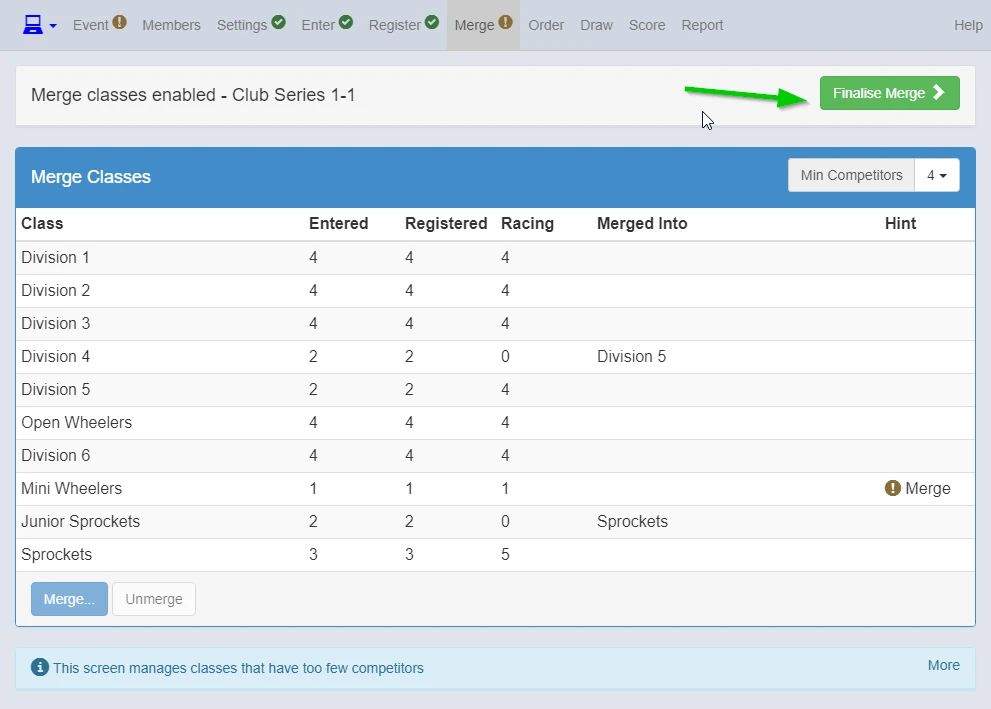 Event Members Settings Enter Register Merge Order Draw Score Report Help
Merge classes enabled - Club Series 1-1 Finalise Merge
Merge Classes Min Competitors 4
Class Entered Registered Racing Merged Into Hint
Division 1 4 4 4
Division 2 4 4 4
Division 3 4 4 4
Division 4 2 2 0 Division 5
Division 5 2 2 4
Open Wheelers 4 4 4
Division 6 4 4 4
Mini Wheelers 1 1 1 Merge
Junior Sprockets 2 2 0 Sprockets
Sprockets 3 3 5
Merge... Unmerge
This screen manages classes that have too few competitors More